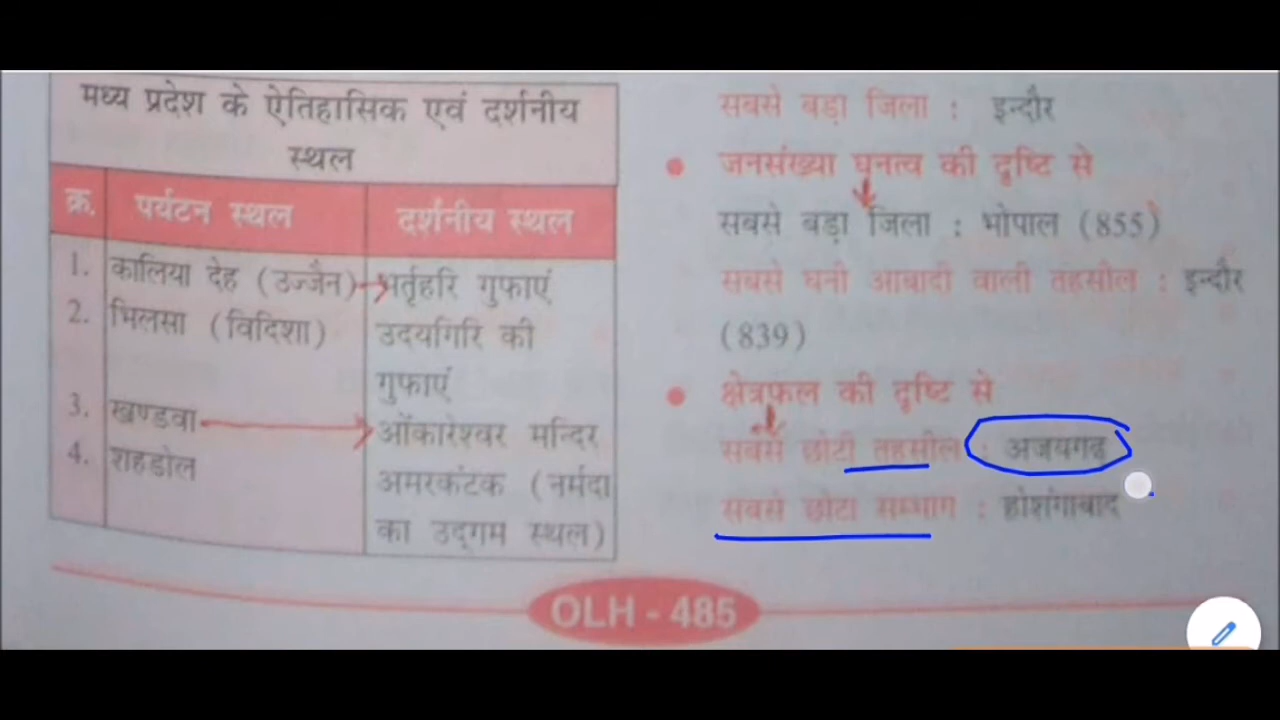 मध्य प्रदेश के ऐतिहासिक एवं दर्शनीय
स्थल
क्र. पर्यटन स्थल दर्शनीय स्थल
1. कालिया देह (उज्जैन) भर्तृहरि गुफाएं
2. भिलसा (विदिशा) उदयगिरि की
गुफाएं
3. खण्डवा ओंकारेश्वर मन्दिर
4. शहडोल अमरकंटक (नर्मदा
का उद्गम स्थल)
सबसे बड़ा जिला : इन्दौर
● जनसंख्या घनत्व की दृष्टि से
सबसे बड़ा जिला : भोपाल (855)
सबसे घनी आबादी वाली तहसील : इन्दौर
(839)
● क्षेत्रफल की दृष्टि से
सबसे छोटी तहसील : अजयगढ़
सबसे छोटा सम्भाग : होशंगाबाद
OLH - 485